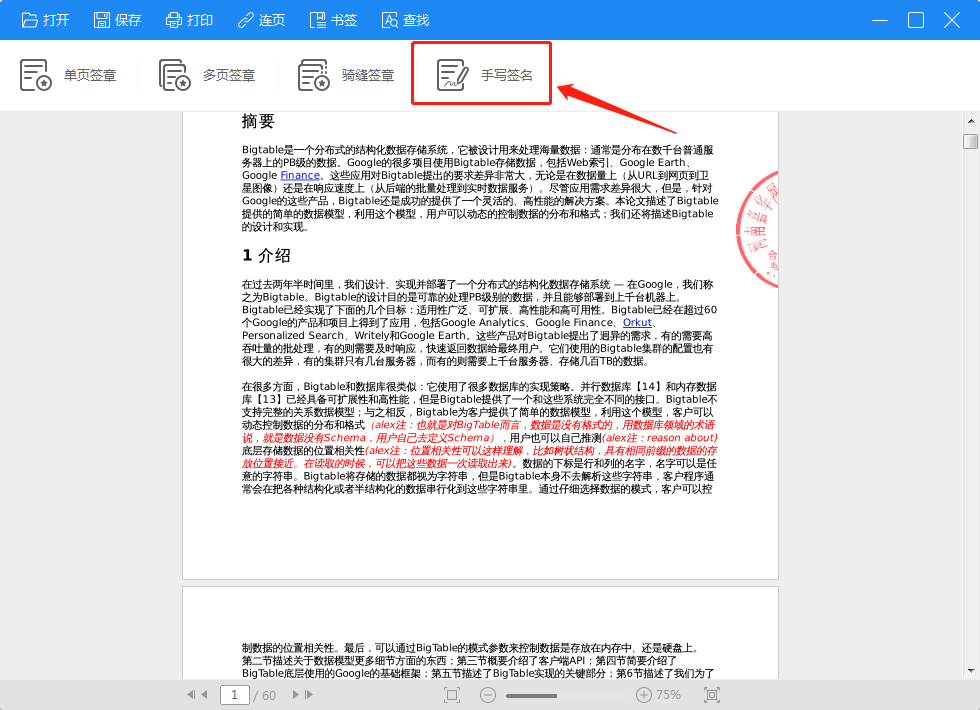 打开 保存 打印 连页 书签 查找
单页签章 多页签章 骑缝签章 手写签名
摘要
Bigtable是一个分布式的结构化数据存储系统，它被设计用来处理海量数据：通常是分布在数千台普通服
务器上的PB级的数据。Google的很多项目使用Bigtable存储数据，包括Web索引、Google Earth、
Google Finance。这些应用对Bigtable提出的要求差异非常大，无论是在数据量上（从URL到网页到卫
星图像）还是在响应速度上（从后端的批量处理到实时数据服务）。尽管应用需求差异很大，但是，针对
Google的这些产品，Bigtable还是成功的提供了一个灵活的、高性能的解决方案。本论文描述了Bigtable
提供的简单的数据模型，利用这个模型，用户可以动态的控制数据的分布和格式；我们还将描述Bigtable
的设计和实现。
1 介绍
在过去两年半时间里，我们设计、实现并部署了一个分布式的结构化数据存储系统 — 在Google，我们称
之为Bigtable。Bigtable的设计目的是可靠的处理PB级别的数据，并且能够部署到上千台机器上。
Bigtable已经实现了下面的几个目标：适用性广泛、可扩展、高性能和高可用性。Bigtable已经在超过60
个Google的产品和项目上得到了应用，包括Google Analytics、Google Finance、Orkut、
Personalized Search、Writely和Google Earth。这些产品对Bigtable提出了迥异的需求，有的需要高
吞吐量的批处理，有的则需要及时响应，快速返回数据给最终用户。它们使用的Bigtable集群的配置也有
很大的差异，有的集群只有几台服务器，而有的则需要上千台服务器、存储几百TB的数据。
在很多方面，Bigtable和数据库很类似：它使用了很多数据库的实现策略。并行数据库【14】和内存数据
库【13】已经具备可扩展性和高性能，但是Bigtable提供了一个和这些系统完全不同的接口。Bigtable不
支持完整的关系数据模型；与之相反，Bigtable为客户提供了简单的数据模型，利用这个模型，客户可以
动态控制数据的分布和格式（alex注：也就是对BigTable而言，数据是没有格式的，用数据库领域的术语
说，就是数据没有Schema，用户自己去定义Schema），用户也可以自己推测(alex注：reason about)
底层存储数据的位置相关性(alex注：位置相关性可以这样理解，比如树状结构，具有相同前缀的数据的存
放位置接近。在读取的时候，可以把这些数据一次读取出来)。数据的下标是行和列的名字，名字可以是任
意的字符串。Bigtable将存储的数据都视为字符串，但是Bigtable本身不去解析这些字符串，客户程序通
常会在把各种结构化或者半结构化的数据串行化到这些字符串里。通过仔细选择数据的模式，客户可以控
制数据的位置相关性。最后，可以通过BigTable的模式参数来控制数据是存放在内存中、还是硬盘上。
第二节描述关于数据模型更多细节方面的东西；第三节概要介绍了客户端API；第四节简要介绍了
BigTable底层使用的Google的基础框架；第五节描述了BigTable实现的关键部分；第6节描述了我们为了
1 / 60 75%